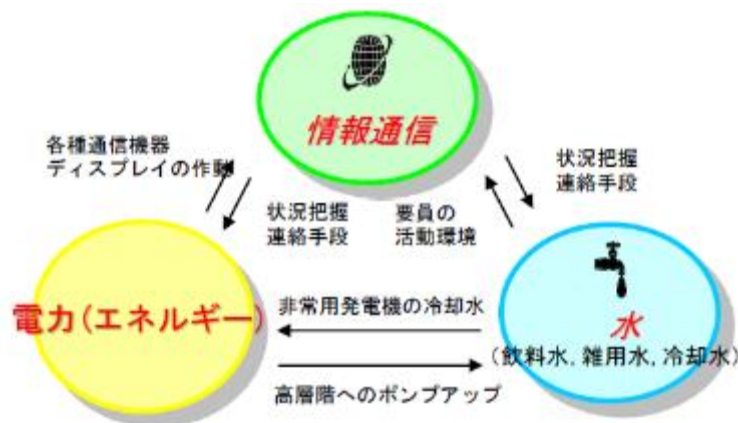 情報通信
各種通信機器
ディスプレイの作動
状況把握
連絡手段
要員の
活動環境
状況把握
連絡手段
電力(エネルギー)
非常用発電機の冷却水
水
(飲料水, 雑用水, 冷却水)
高層階へのポンプアップ